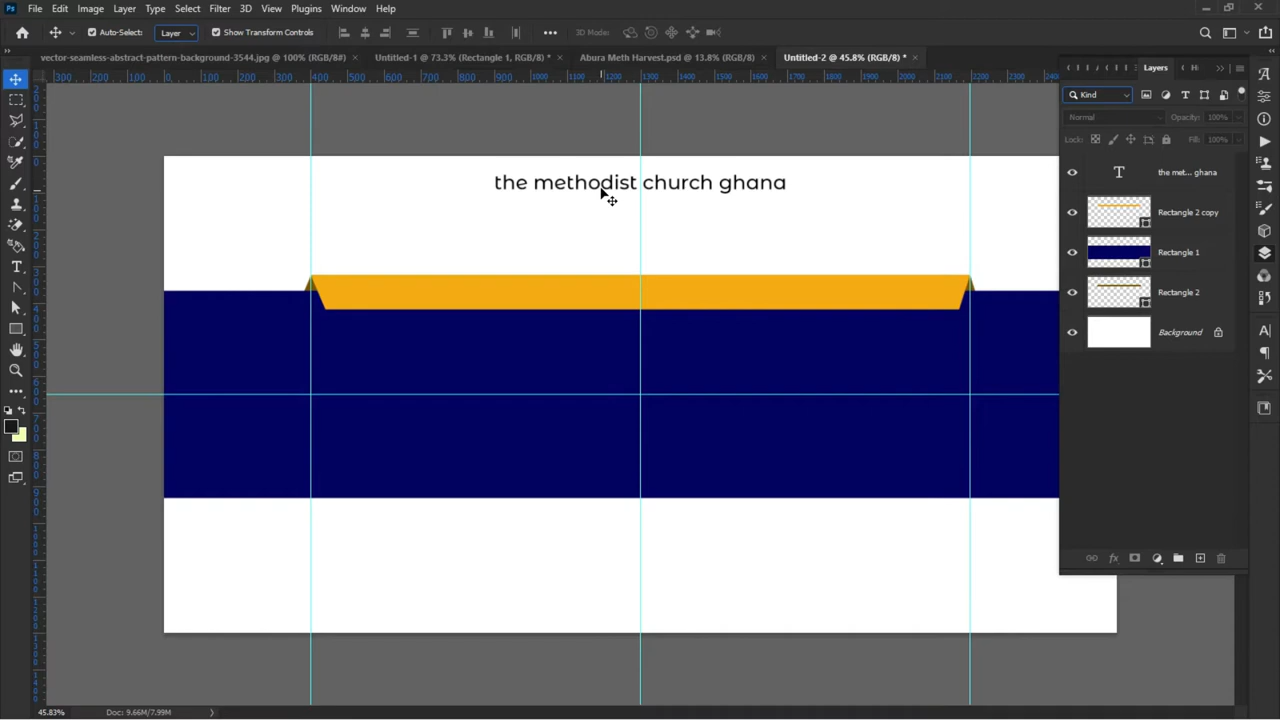 File Edit Image Layer Type Select Filter 3D View Plugins Window Help
Auto-Select: Layer Show Transform Controls 3D Mode:
vector-seamless-abstract-pattern-background-3544.jpg @ 100% (RGB/8#) × Untitled-1 @ 73.3% (Rectangle 1, RGB/8) * × Abura Meth Harvest.psd @ 13.8% (RGB/8) × Untitled-2 @ 45.8% (RGB/8) * ×
Layers
Kind
Normal Opacity: 100%
Lock: Fill: 100%
the methodist church ghana
the met... ghana
Rectangle 2 copy
Rectangle 1
Rectangle 2
Background
45.83% Doc: 9.66M/7.99M